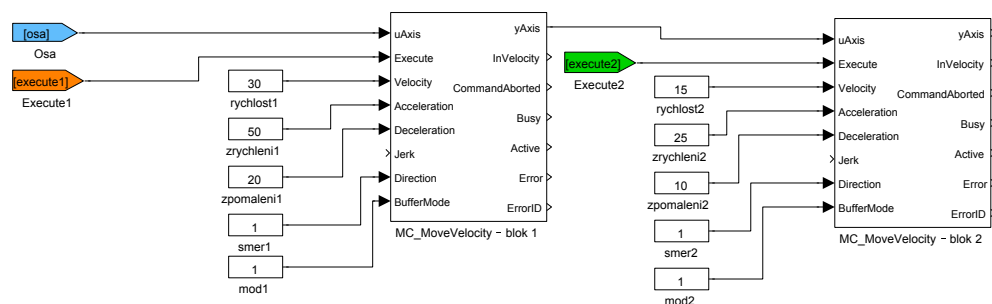 [osa]
Osa
[execute1]
Execute1
30
rychlost1
50
zrychleni1
20
zpomaleni1
1
smer1
1
mod1
uAxis
Execute
Velocity
Acceleration
Deceleration
Jerk
Direction
BufferMode
yAxis
InVelocity
CommandAborted
Busy
Active
Error
ErrorID
MC_MoveVelocity - blok 1
[execute2]
Execute2
15
rychlost2
25
zrychleni2
10
zpomaleni2
1
smer2
1
mod2
uAxis
Execute
Velocity
Acceleration
Deceleration
Jerk
Direction
BufferMode
yAxis
InVelocity
CommandAborted
Busy
Active
Error
ErrorID
MC_MoveVelocity - blok 2